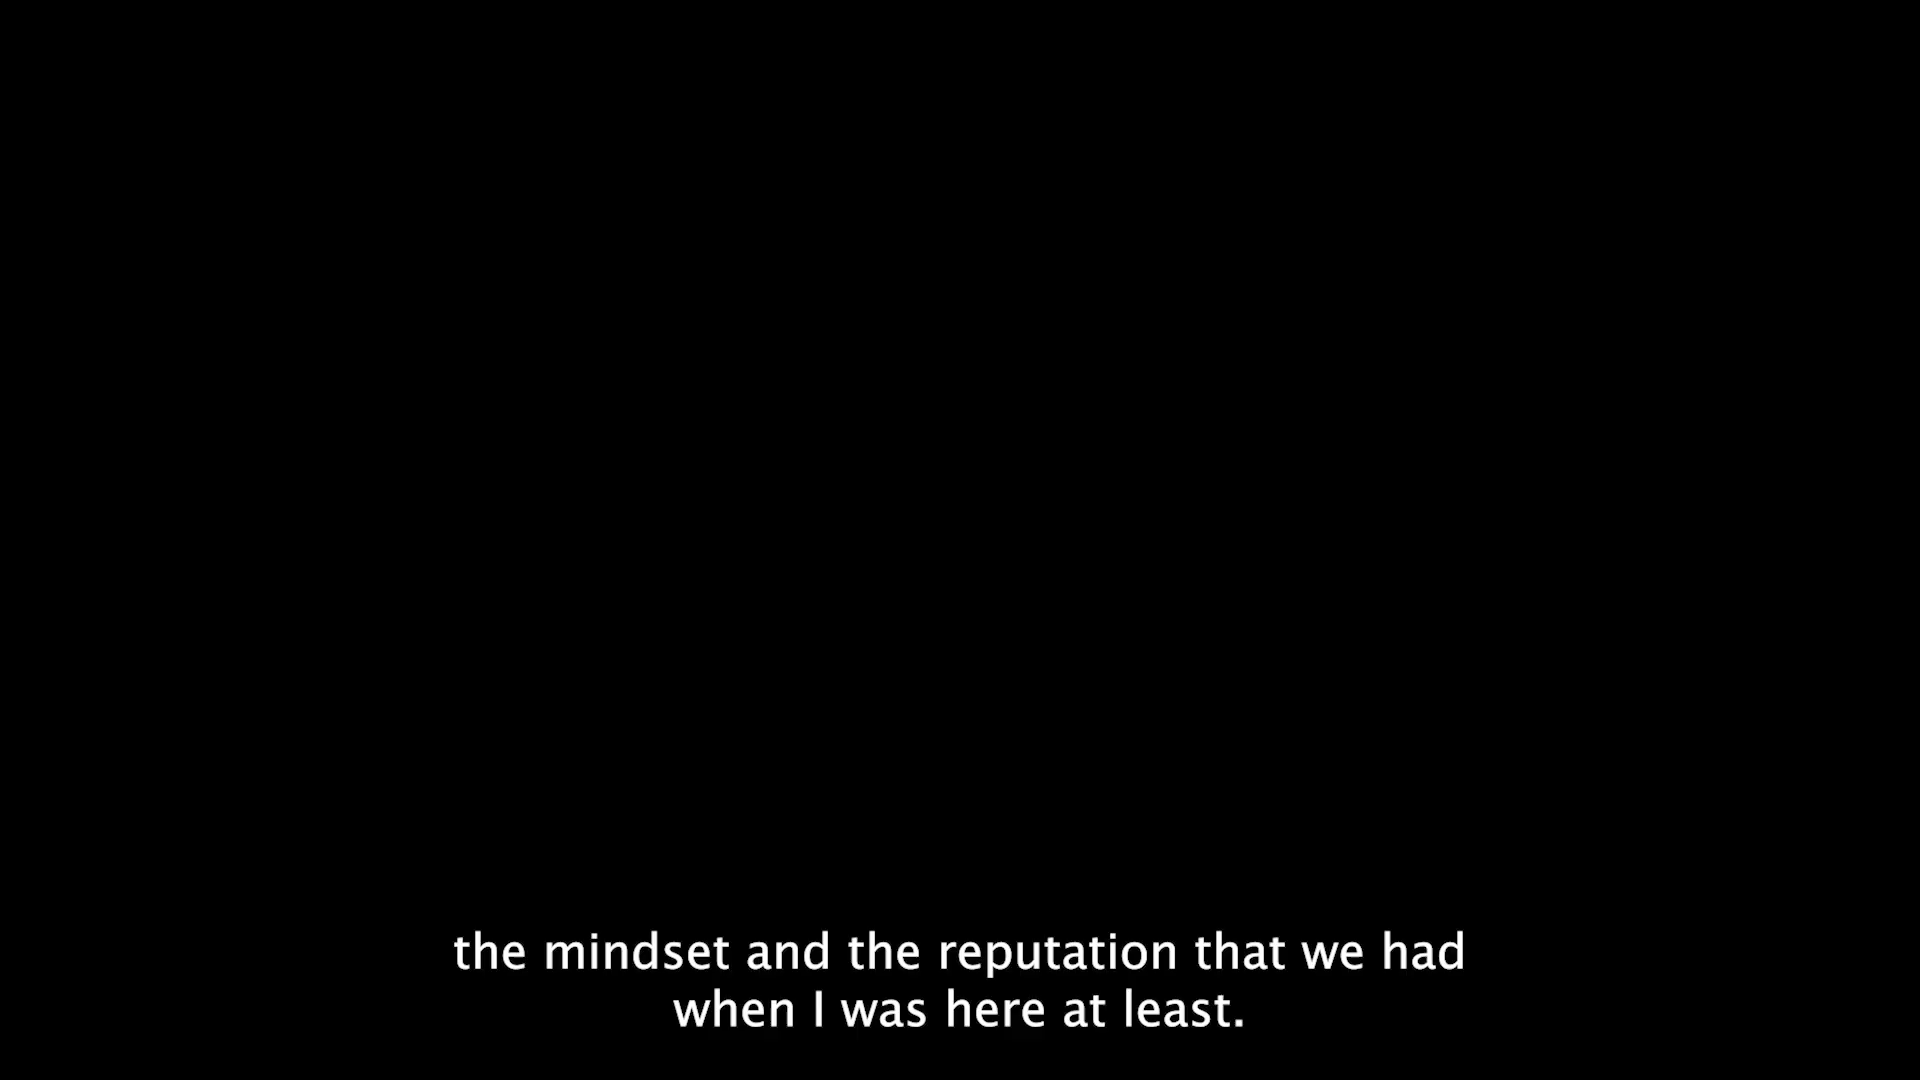 the mindset and the reputation that we had
when I was here at least.